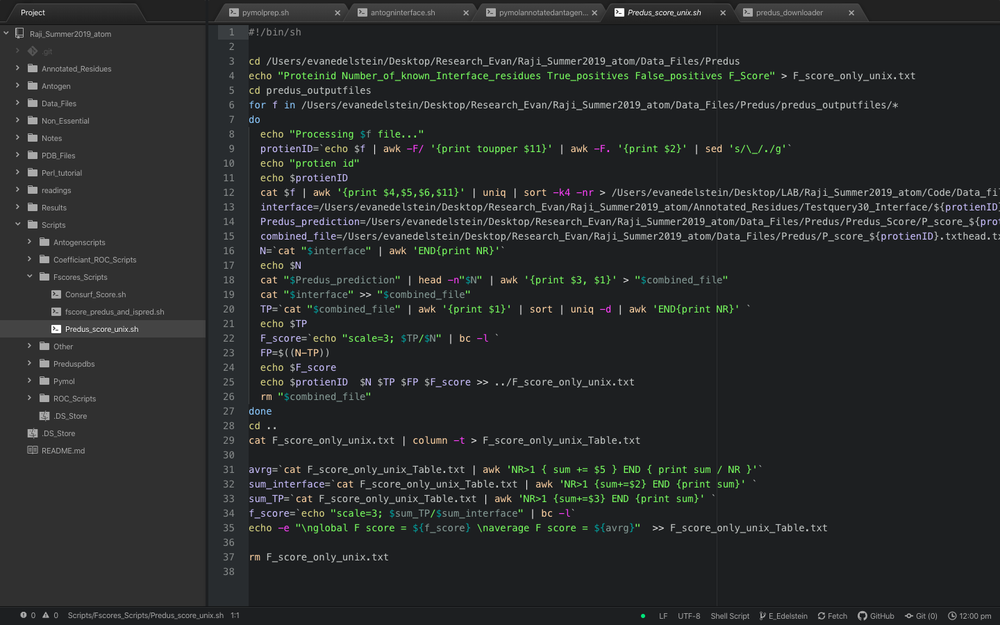 Project
pymolprep.sh
antogninterface.sh
pymolannotatedantagen...
Predus_score_unix.sh
predus_downloader
Raji_Summer2019_atom
.git
Annotated_Residues
Antogen
Data_Files
Non_Essential
Notes
PDB_Files
Perl_tutorial
readings
Results
Scripts
Antogenscripts
Coefficiant_ROC_Scripts
Fscores_Scripts
Consurf_Score.sh
fscore_predus_and_ispred.sh
Predus_score_unix.sh
Other
Preduspdbs
Pymol
ROC_Scripts
.DS_Store
.DS_Store
README.md
1 #!/bin/sh
2
3 cd /Users/evanedelstein/Desktop/Research_Evan/Raji_Summer2019_atom/Data_Files/Predus
4 echo "Proteinid Number_of_known_Interface_residues True_positives False_positives F_Score" > F_score_only_unix.txt
5 cd predus_outputfiles
6 for f in /Users/evanedelstein/Desktop/Research_Evan/Raji_Summer2019_atom/Data_Files/Predus/predus_outputfiles/*
7 do
8 echo "Processing $f file..."
9 protienID=`echo $f | awk -F/ '{print toupper $11}' | awk -F. '{print $2}' | sed 's/\_/./g'`
10 echo "protien id"
11 echo $protienID
12 cat $f | awk '{print $4,$5,$6,$11}' | uniq | sort -k4 -nr > /Users/evanedelstein/Desktop/LAB/Raji_Summer2019_atom/Code/Data_fil
13 interface=/Users/evanedelstein/Desktop/Research_Evan/Raji_Summer2019_atom/Annotated_Residues/Testquery30_Interface/${protienID}
14 Predus_prediction=/Users/evanedelstein/Desktop/Research_Evan/Raji_Summer2019_atom/Data_Files/Predus/Predus_Score/P_score_${prot
15 combined_file=/Users/evanedelstein/Desktop/Research_Evan/Raji_Summer2019_atom/Data_Files/Predus/P_score_${protienID}.txthead.tx
16 N=`cat "$interface" | awk 'END{print NR}'`
17 echo $N
18 cat "$Predus_prediction" | head -n"$N" | awk '{print $3, $1}' > "$combined_file"
19 cat "$interface" >> "$combined_file"
20 TP=`cat "$combined_file" | awk '{print $1}' | sort | uniq -d | awk 'END{print NR}' `
21 echo $TP
22 F_score=`echo "scale=3; $TP/$N" | bc -l `
23 FP=$((N-TP))
24 echo $F_score
25 echo $protienID  $N $TP $FP $F_score >> ../F_score_only_unix.txt
26 rm "$combined_file"
27 done
28 cd ..
29 cat F_score_only_unix.txt | column -t > F_score_only_unix_Table.txt
30
31 avrg=`cat F_score_only_unix_Table.txt | awk 'NR>1 { sum += $5 } END { print sum / NR }'`
32 sum_interface=`cat F_score_only_unix_Table.txt | awk 'NR>1 {sum+=$2} END {print sum}' `
33 sum_TP=`cat F_score_only_unix_Table.txt | awk 'NR>1 {sum+=$3} END {print sum}' `
34 f_score=`echo "scale=3; $sum_TP/$sum_interface" | bc -l`
35 echo -e "\nglobal F score = ${f_score} \naverage F score = ${avrg}"  >> F_score_only_unix_Table.txt
36
37 rm F_score_only_unix.txt
38
0 0 Scripts/Fscores_Scripts/Predus_score_unix.sh 1:1 LF UTF-8 Shell Script E_Edelstein Fetch GitHub Git (0) 12:00 pm